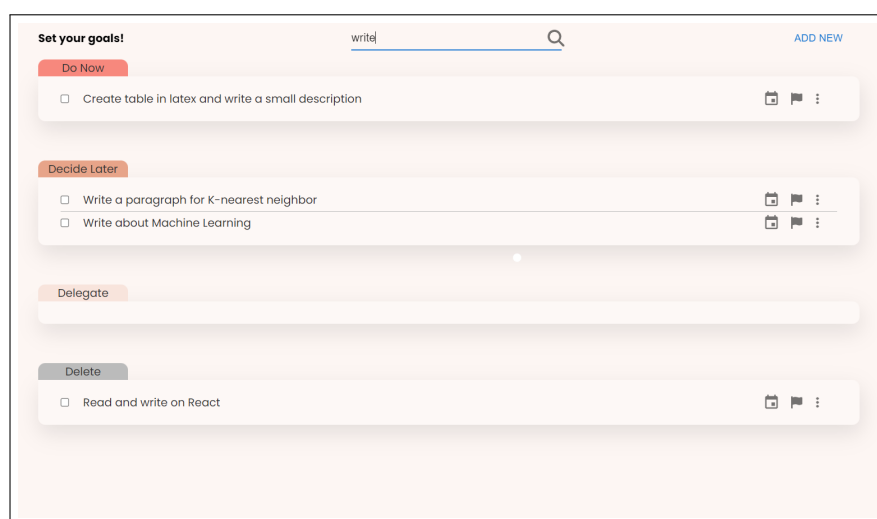 Set your goals!
write
ADD NEW
Do Now
Create table in latex and write a small description
Decide Later
Write a paragraph for K-nearest neighbor
Write about Machine Learning
Delegate
Delete
Read and write on React